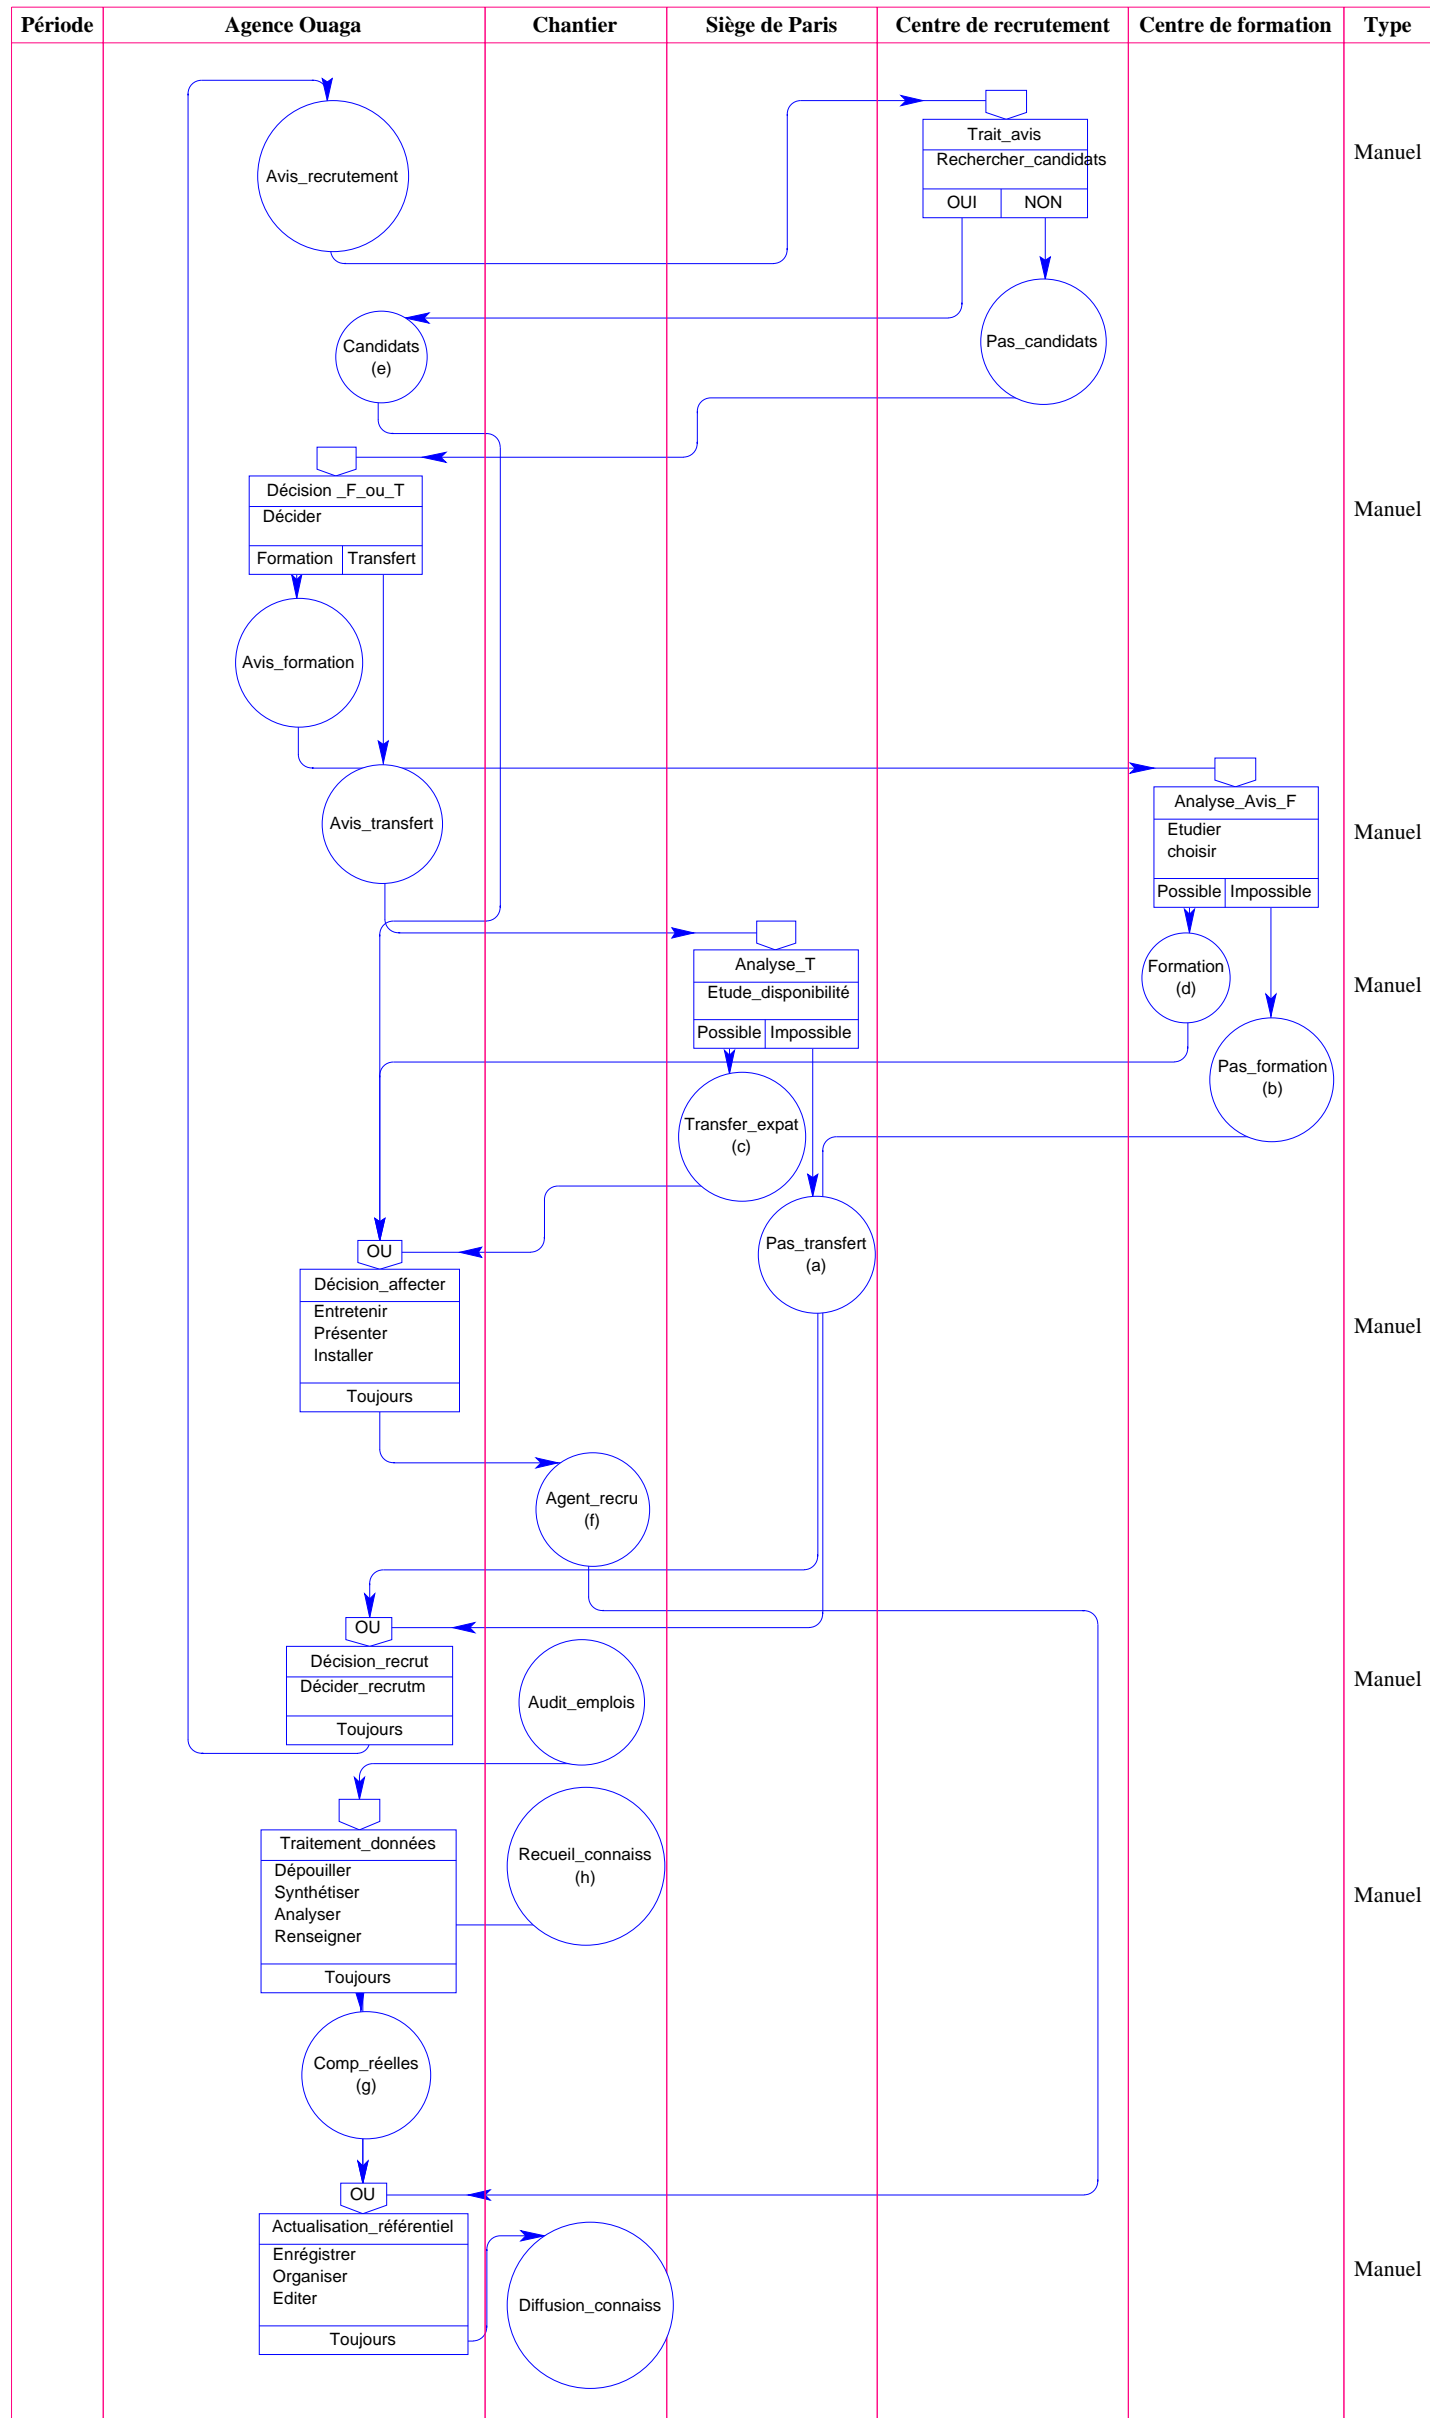 Période
Agence Ouaga
Chantier
Siège de Paris
Centre de recrutement
Centre de formation
Type
Trait_avis
Manuel
Rechercher_candidats
Avis_recrutement
OUI
NON
Pas_candidats
Candidats
(e)
Décision _F_ou_T
Manuel
Décider
Formation
Transfert
Avis_formation
Analyse_Avis_F
Avis_transfert
Etudier
Manuel
choisir
Possible
Impossible
Analyse_T
Formation
(d)
Etude_disponibilité
Manuel
Possible
Impossible
Pas_formation
(b)
Transfer_expat
(c)
Pas_transfert
(a)
OU
Décision_affecter
Entretenir
Présenter
Installer
Manuel
Toujours
Agent_recru
(f)
OU
Décision_recrut
Décider_recrutm
Manuel
Audit_emplois
Toujours
Traitement_données
Recueil_connaiss
(h)
Dépouiller
Synthétiser
Analyser
Renseigner
Manuel
Toujours
Comp_réelles
(g)
OU
Actualisation_référentiel
Enrégistrer
Organiser
Editer
Manuel
Diffusion_connaiss
Toujours